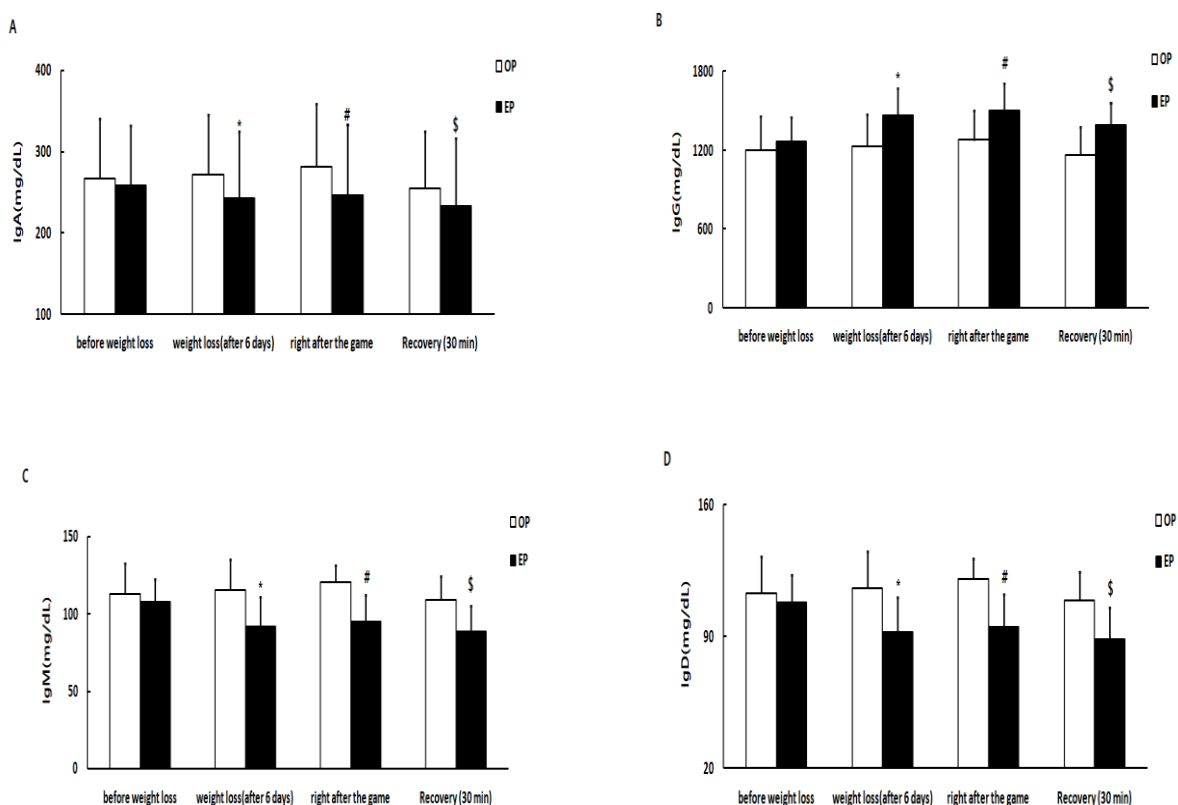 A
400
300
200
100
IgA(mg/dL)
*
#
$
OP
EP
before weight loss
weight loss(after 6 days)
right after the game
Recovery (30 min)
B
1800
1200
600
0
IgG(mg/dL)
*
#
$
OP
EP
before weight loss
weight loss(after 6 days)
right after the game
Recovery (30 min)
C
150
100
50
0
IgM(mg/dL)
*
#
$
OP
EP
before weight loss
weight loss(after 6 days)
right after the game
Recovery (30 min)
D
160
90
20
IgD(mg/dL)
*
#
$
OP
EP
before weight loss
weight loss(after 6 days)
right after the game
Recovery (30 min)